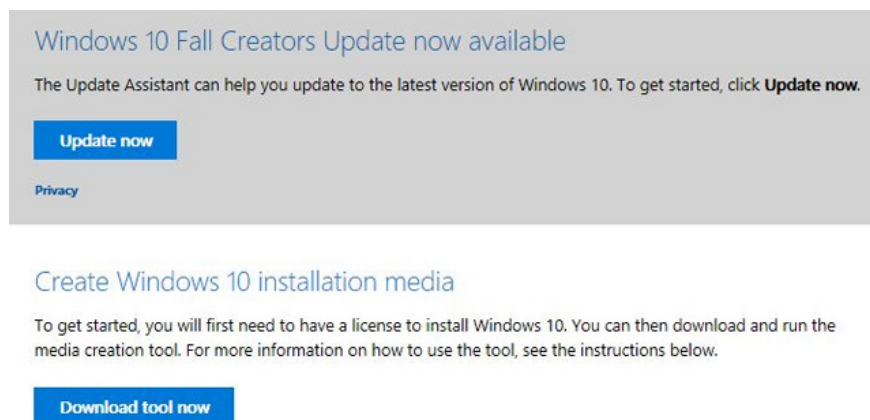 Windows 10 Fall Creators Update now available
The Update Assistant can help you update to the latest version of Windows 10. To get started, click Update now.
Update now
Privacy
Create Windows 10 installation media
To get started, you will first need to have a license to install Windows 10. You can then download and run the
media creation tool. For more information on how to use the tool, see the instructions below.
Download tool now